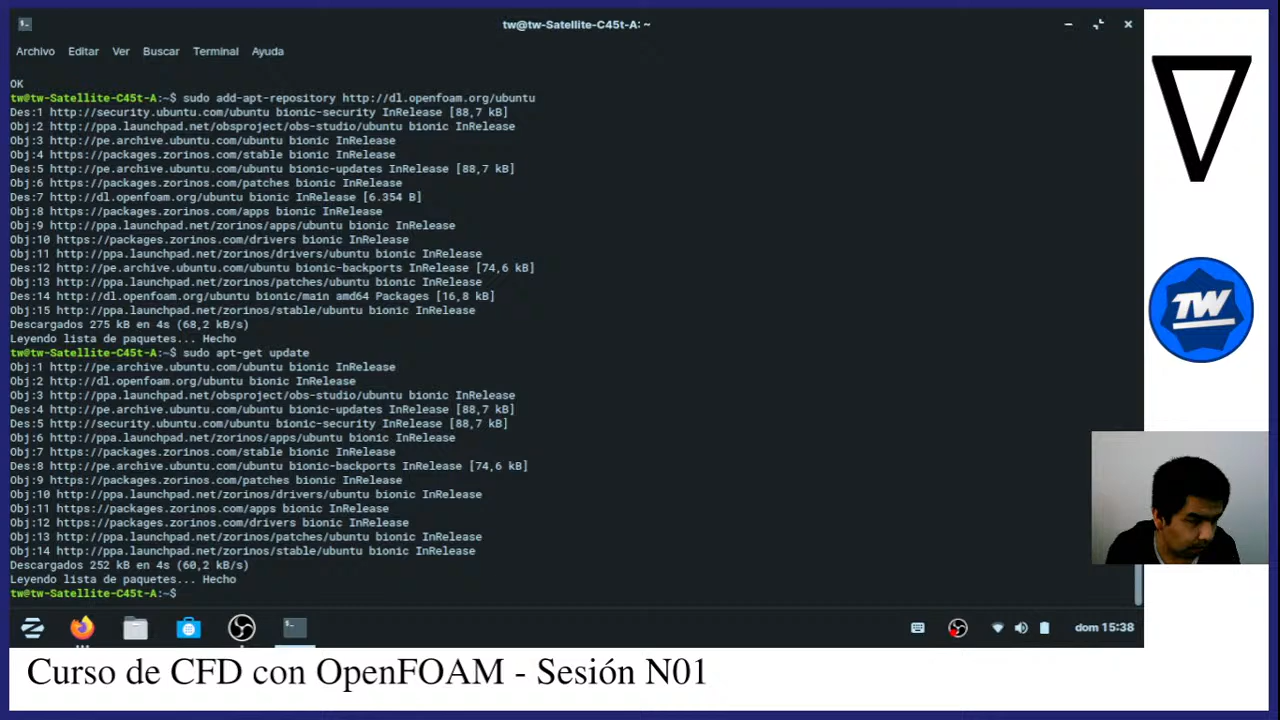 tw@tw-Satellite-C45t-A: ~
Archivo Editar Ver Buscar Terminal Ayuda
OK
tw@tw-Satellite-C45t-A:~$ sudo add-apt-repository http://dl.openfoam.org/ubuntu
Des:1 http://security.ubuntu.com/ubuntu bionic-security InRelease [88,7 kB]
Obj:2 http://ppa.launchpad.net/obsproject/obs-studio/ubuntu bionic InRelease
Obj:3 http://pe.archive.ubuntu.com/ubuntu bionic InRelease
Obj:4 https://packages.zorinos.com/stable bionic InRelease
Des:5 http://pe.archive.ubuntu.com/ubuntu bionic-updates InRelease [88,7 kB]
Obj:6 https://packages.zorinos.com/patches bionic InRelease
Des:7 http://dl.openfoam.org/ubuntu bionic InRelease [6.354 B]
Obj:8 https://packages.zorinos.com/apps bionic InRelease
Obj:9 http://ppa.launchpad.net/zorinos/apps/ubuntu bionic InRelease
Obj:10 https://packages.zorinos.com/drivers bionic InRelease
Obj:11 http://ppa.launchpad.net/zorinos/drivers/ubuntu bionic InRelease
Des:12 http://pe.archive.ubuntu.com/ubuntu bionic-backports InRelease [74,6 kB]
Obj:13 http://ppa.launchpad.net/zorinos/patches/ubuntu bionic InRelease
Des:14 http://dl.openfoam.org/ubuntu bionic/main amd64 Packages [16,8 kB]
Obj:15 http://ppa.launchpad.net/zorinos/stable/ubuntu bionic InRelease
Descargados 275 kB en 4s (68,2 kB/s)
Leyendo lista de paquetes... Hecho
tw@tw-Satellite-C45t-A:~$ sudo apt-get update
Obj:1 http://pe.archive.ubuntu.com/ubuntu bionic InRelease
Obj:2 http://dl.openfoam.org/ubuntu bionic InRelease
Obj:3 http://ppa.launchpad.net/obsproject/obs-studio/ubuntu bionic InRelease
Des:4 http://pe.archive.ubuntu.com/ubuntu bionic-updates InRelease [88,7 kB]
Des:5 http://security.ubuntu.com/ubuntu bionic-security InRelease [88,7 kB]
Obj:6 http://ppa.launchpad.net/zorinos/apps/ubuntu bionic InRelease
Obj:7 https://packages.zorinos.com/stable bionic InRelease
Des:8 http://pe.archive.ubuntu.com/ubuntu bionic-backports InRelease [74,6 kB]
Obj:9 https://packages.zorinos.com/patches bionic InRelease
Obj:10 http://ppa.launchpad.net/zorinos/drivers/ubuntu bionic InRelease
Obj:11 https://packages.zorinos.com/apps bionic InRelease
Obj:12 https://packages.zorinos.com/drivers bionic InRelease
Obj:13 http://ppa.launchpad.net/zorinos/patches/ubuntu bionic InRelease
Obj:14 http://ppa.launchpad.net/zorinos/stable/ubuntu bionic InRelease
Descargados 252 kB en 4s (60,2 kB/s)
Leyendo lista de paquetes... Hecho
tw@tw-Satellite-C45t-A:~$
TW
dom 15:38
Curso de CFD con OpenFOAM - Sesión N01